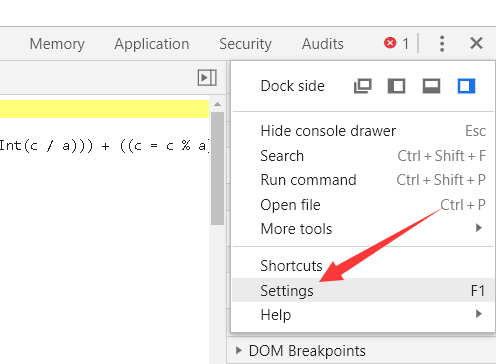 Memory Application Security Audits 1
Dock side
Int(c / a))) + ((c = c % a)
Hide console drawer Esc
Search Ctrl + Shift + F
Run command Ctrl + Shift + P
Open file Ctrl + P
More tools
Shortcuts
Settings F1
Help
DOM Breakpoints